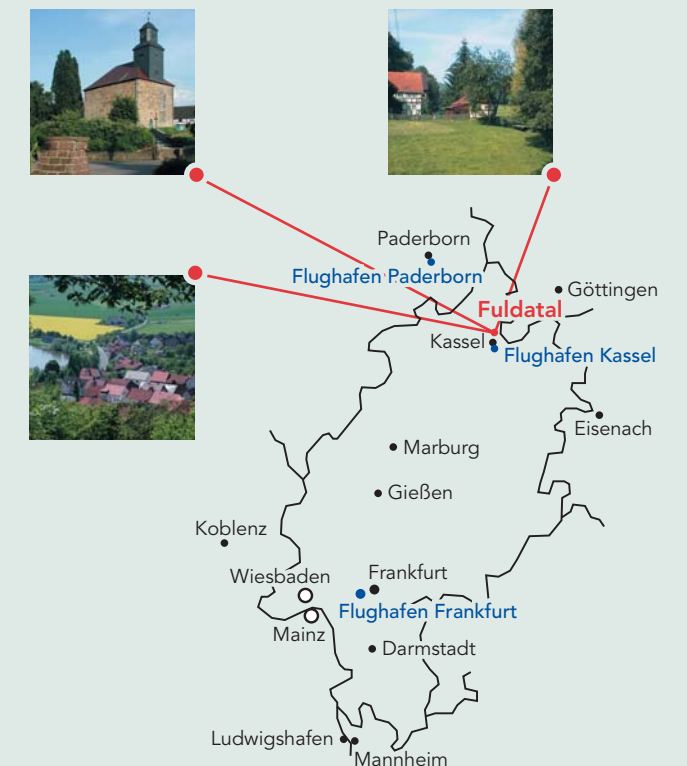 Paderborn
Flughafen Paderborn
Göttingen
Fuldatal
Kassel
Flughafen Kassel
Eisenach
Marburg
Gießen
Koblenz
Wiesbaden
Frankfurt
Flughafen Frankfurt
Mainz
Darmstadt
Ludwigshafen
Mannheim